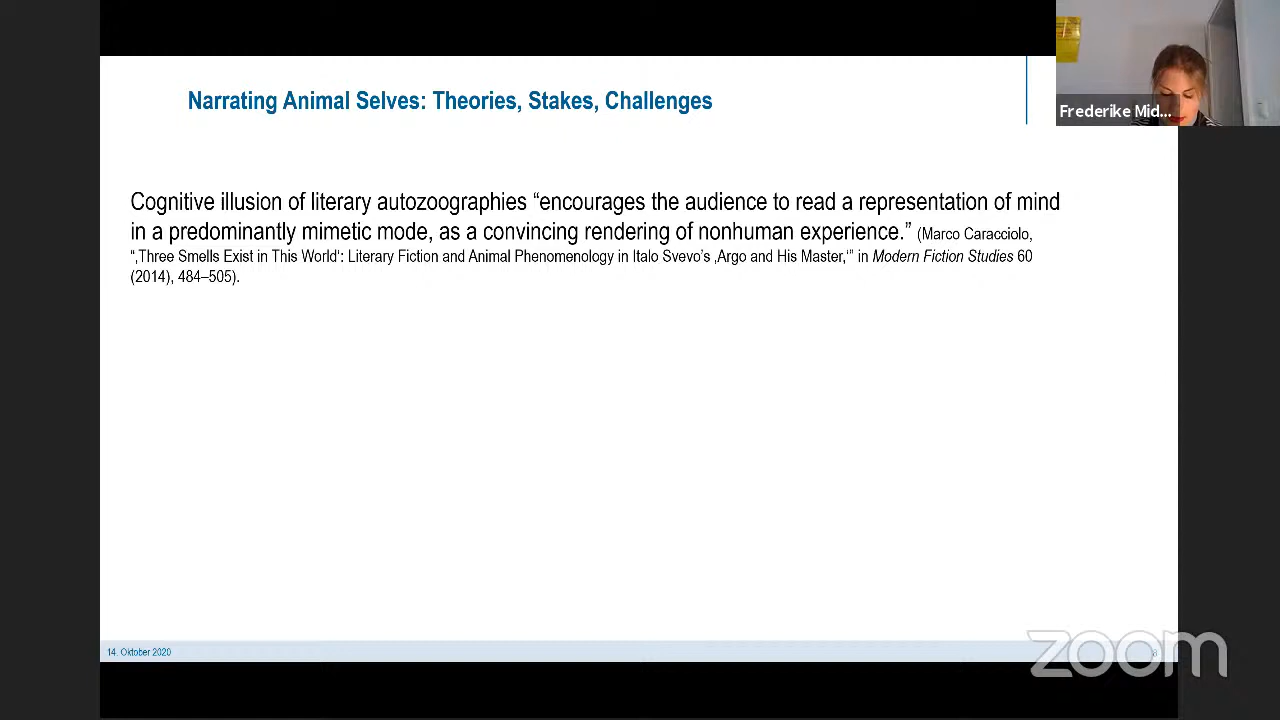 Narrating Animal Selves: Theories, Stakes, Challenges
Frederike Mid...
Cognitive illusion of literary autozoographies “encourages the audience to read a representation of mind
in a predominantly mimetic mode, as a convincing rendering of nonhuman experience.” (Marco Caracciolo,
“‚Three Smells Exist in This World‘: Literary Fiction and Animal Phenomenology in Italo Svevo’s ‚Argo and His Master,‘” in Modern Fiction Studies 60
(2014), 484–505).
14. Oktober 2020
8
zoom